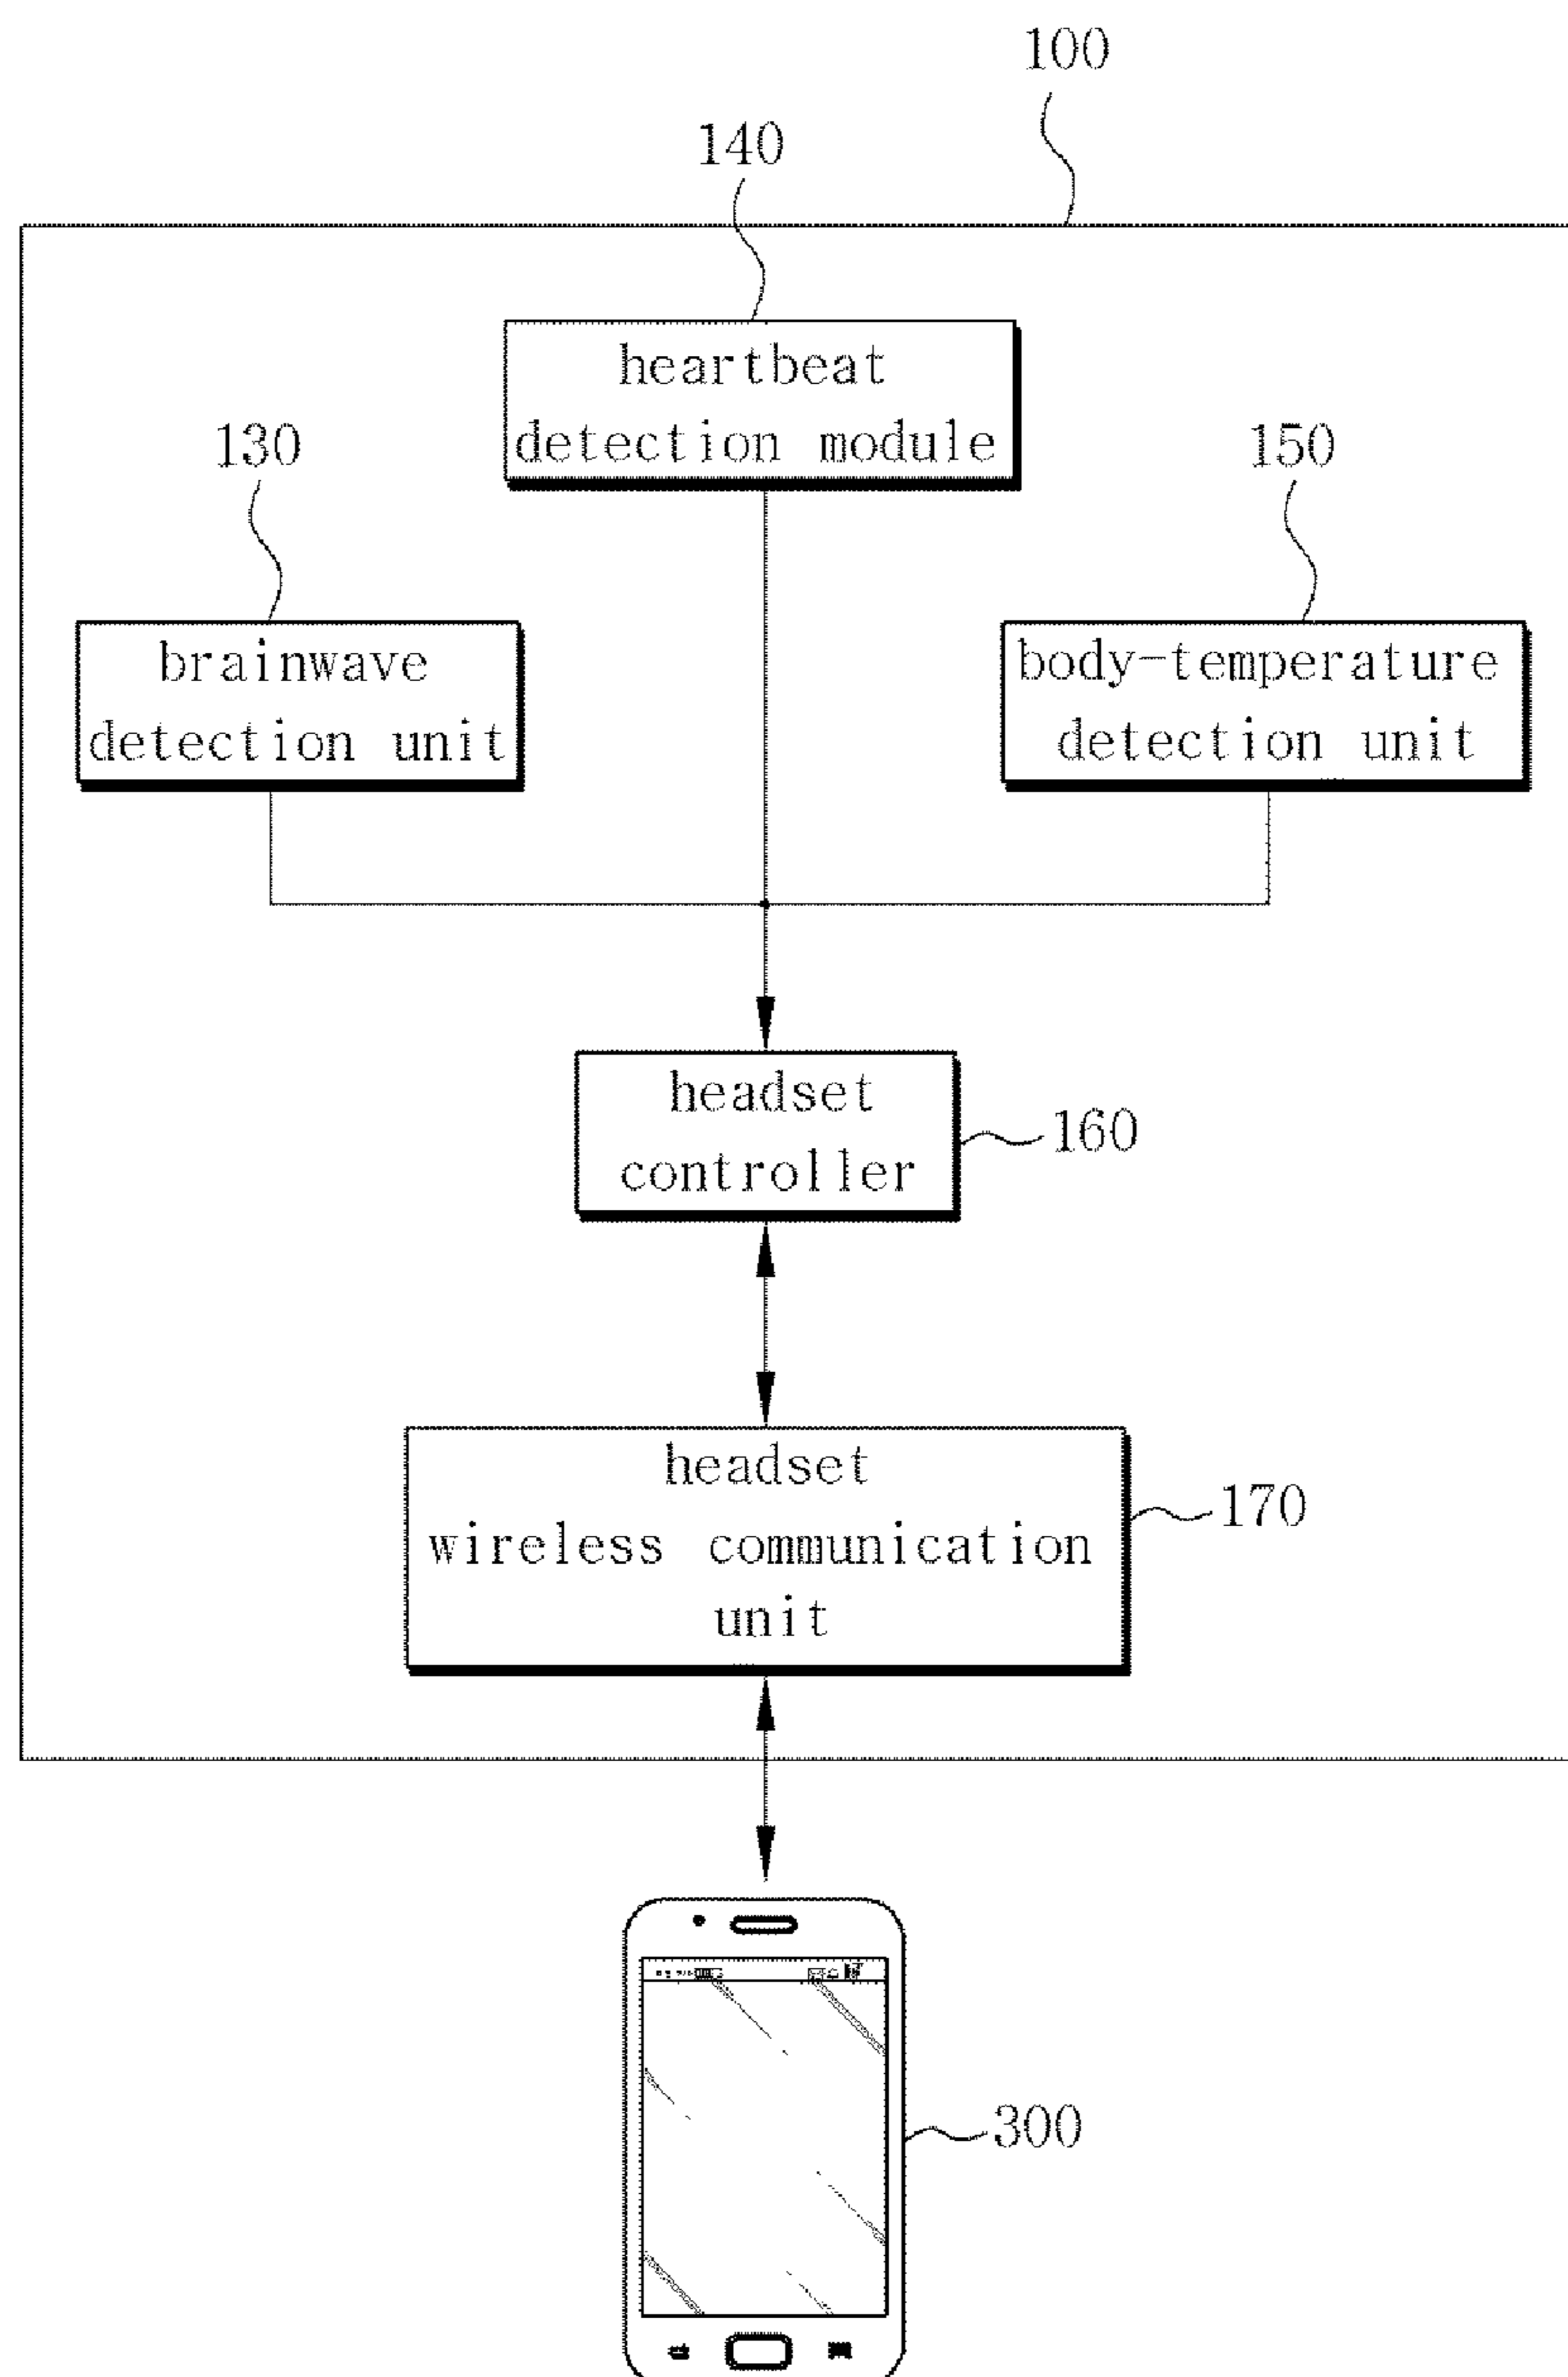 100
140
heartbeat
detection module
130
150
brainwave
detection unit
body-temperature
detection unit
headset
controller
160
headset
wireless communication
unit
170
300